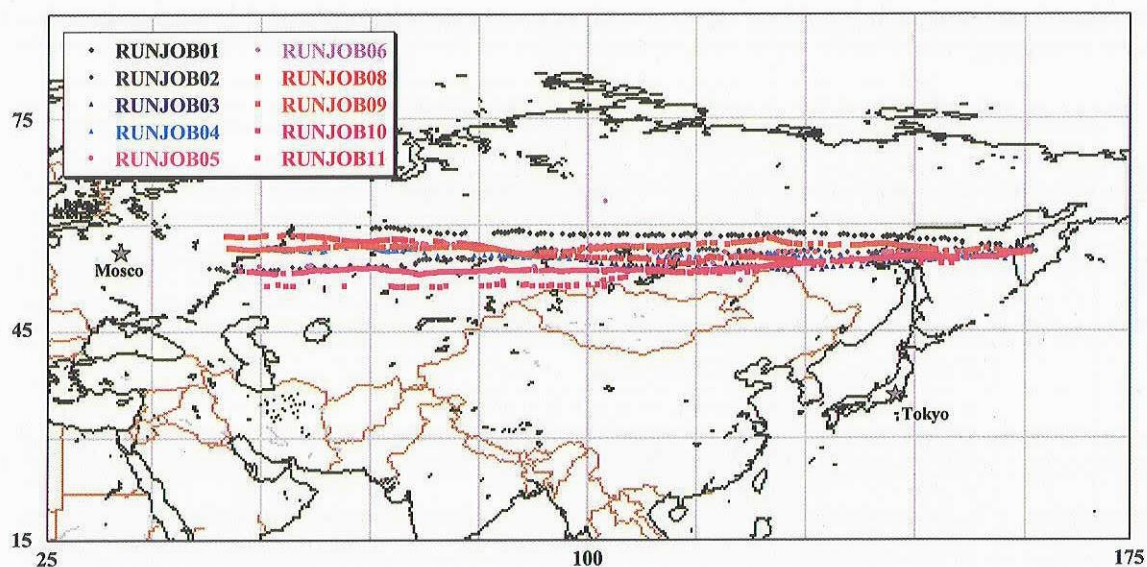 RUNJOB01
RUNJOB02
RUNJOB03
RUNJOB04
RUNJOB05
RUNJOB06
RUNJOB08
RUNJOB09
RUNJOB10
RUNJOB11
75
45
15
Mosco
Tokyo
25
100
175